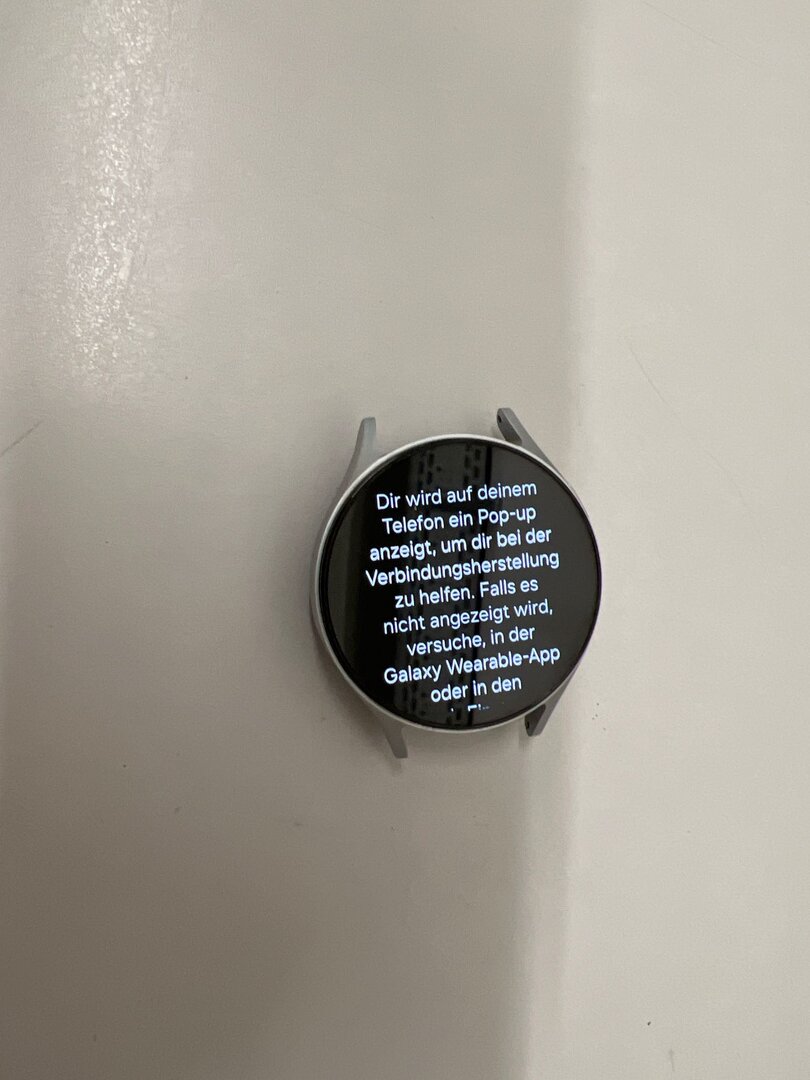 Dir wird auf deinem
Telefon ein Pop-up
anzeigt, um dir bei der
Verbindungsherstellung
zu helfen. Falls es
nicht angezeigt wird,
versuche, in der
Galaxy Wearable-App
oder in den